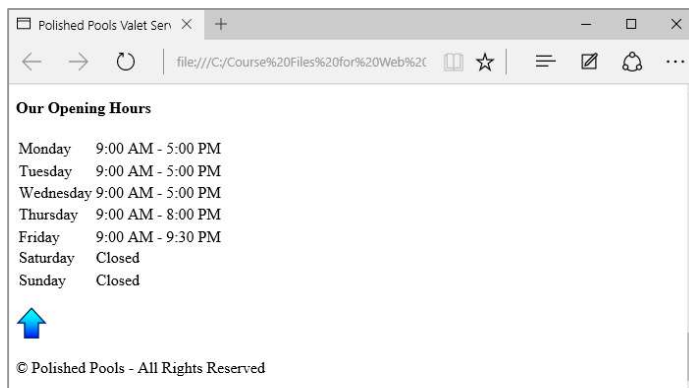 Polished Pools Valet Serv
file:///C:/Course%20Files%20for%20Web%20
Our Opening Hours
Monday 9:00 AM - 5:00 PM
Tuesday 9:00 AM - 5:00 PM
Wednesday 9:00 AM - 5:00 PM
Thursday 9:00 AM - 8:00 PM
Friday 9:00 AM - 9:30 PM
Saturday Closed
Sunday Closed
© Polished Pools - All Rights Reserved